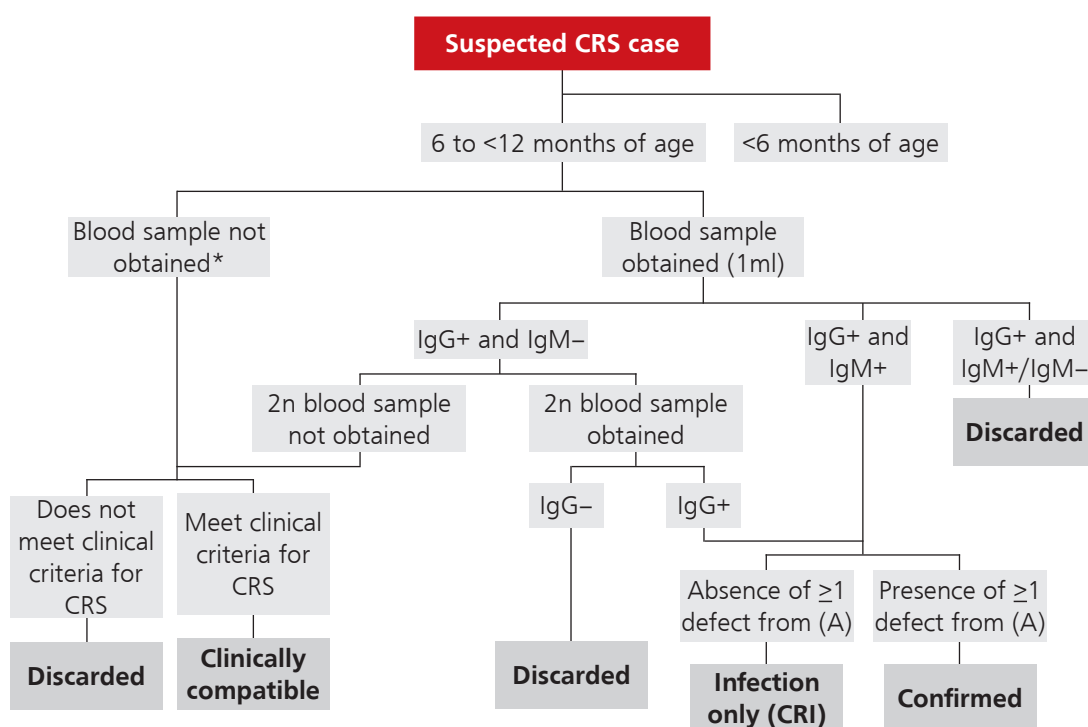 Suspected CRS case
6 to <12 months of age
<6 months of age
Blood sample not
obtained*
Blood sample
obtained (1ml)
IgG+ and IgM–
IgG+ and
IgM+
IgG+ and
IgM+/IgM–
2n blood sample
not obtained
2n blood sample
obtained
Discarded
Does not
meet clinical
criteria for
CRS
Meet clinical
criteria for
CRS
IgG–
IgG+
Absence of ≥1
defect from (A)
Presence of ≥1
defect from (A)
Discarded
Clinically
compatible
Discarded
Infection
only (CRI)
Confirmed